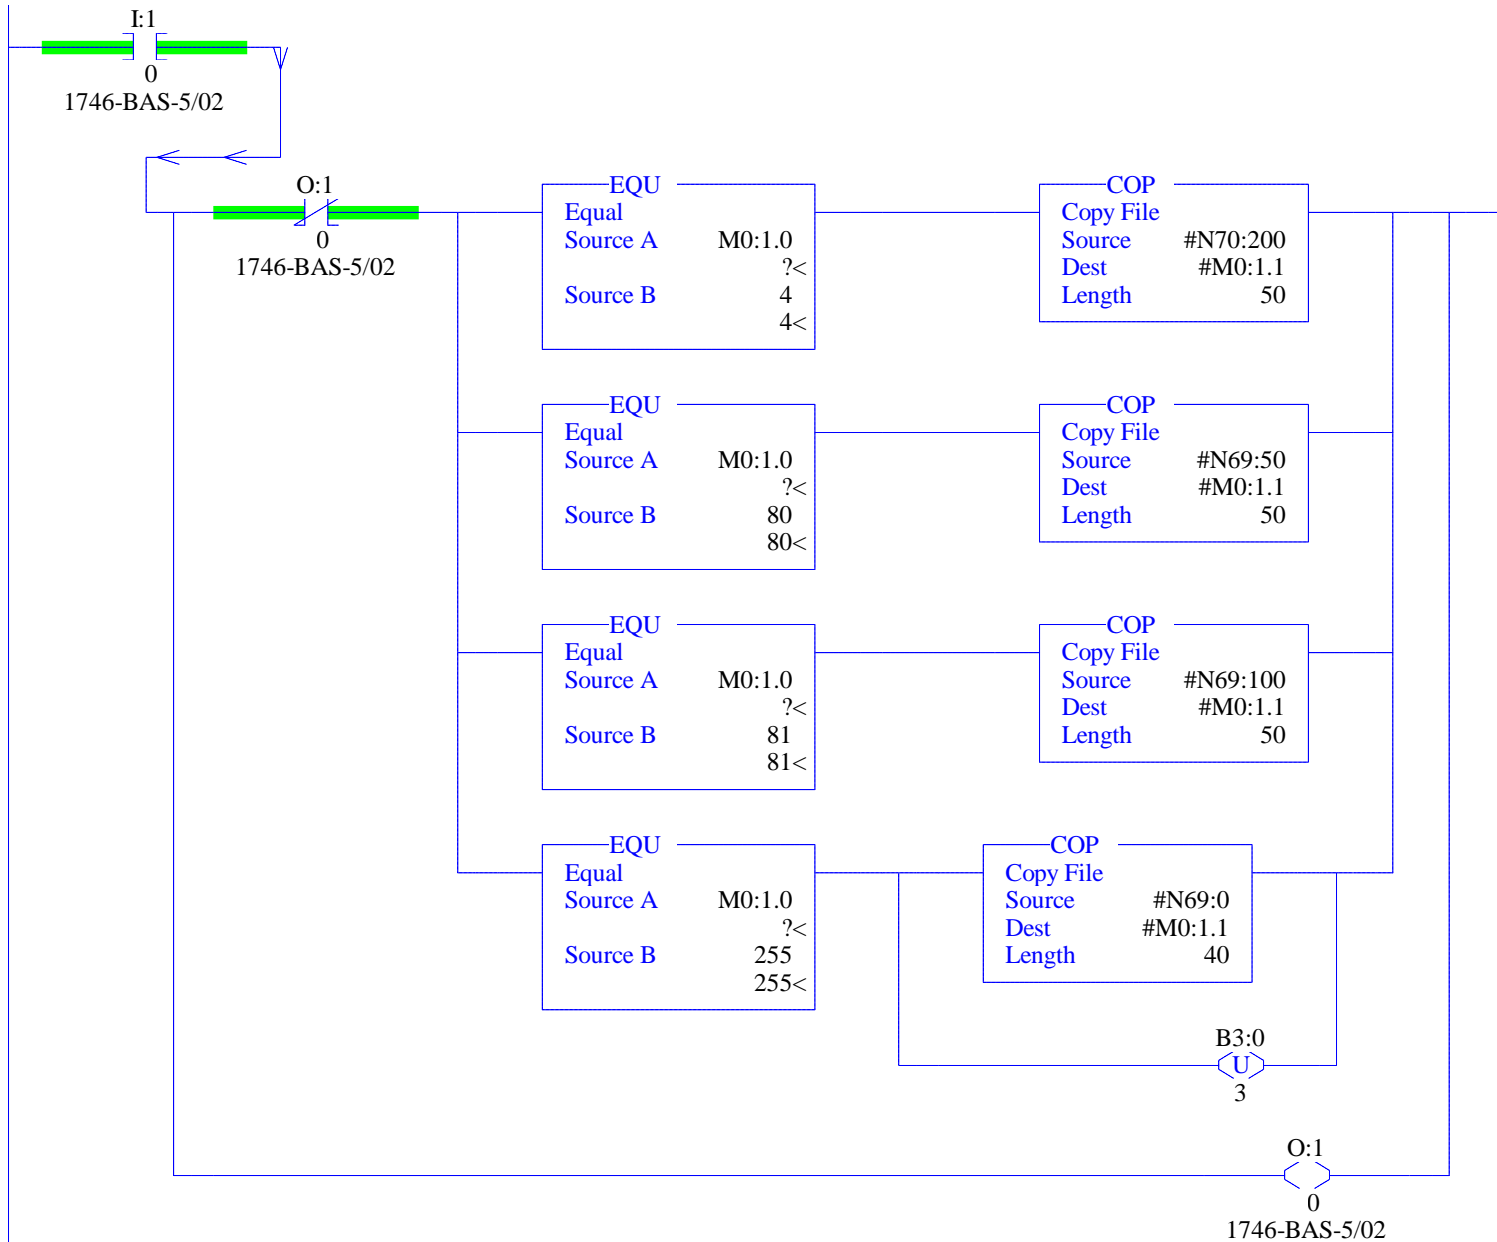 I:1
0
1746-BAS-5/02
O:1
0
1746-BAS-5/02
EQU
Equal
Source A M0:1.0
?<
Source B 4
4<
COP
Copy File
Source #N70:200
Dest #M0:1.1
Length 50
EQU
Equal
Source A M0:1.0
?<
Source B 80
80<
COP
Copy File
Source #N69:50
Dest #M0:1.1
Length 50
EQU
Equal
Source A M0:1.0
?<
Source B 81
81<
COP
Copy File
Source #N69:100
Dest #M0:1.1
Length 50
EQU
Equal
Source A M0:1.0
?<
Source B 255
255<
COP
Copy File
Source #N69:0
Dest #M0:1.1
Length 40
B3:0
U
3
O:1
0
1746-BAS-5/02